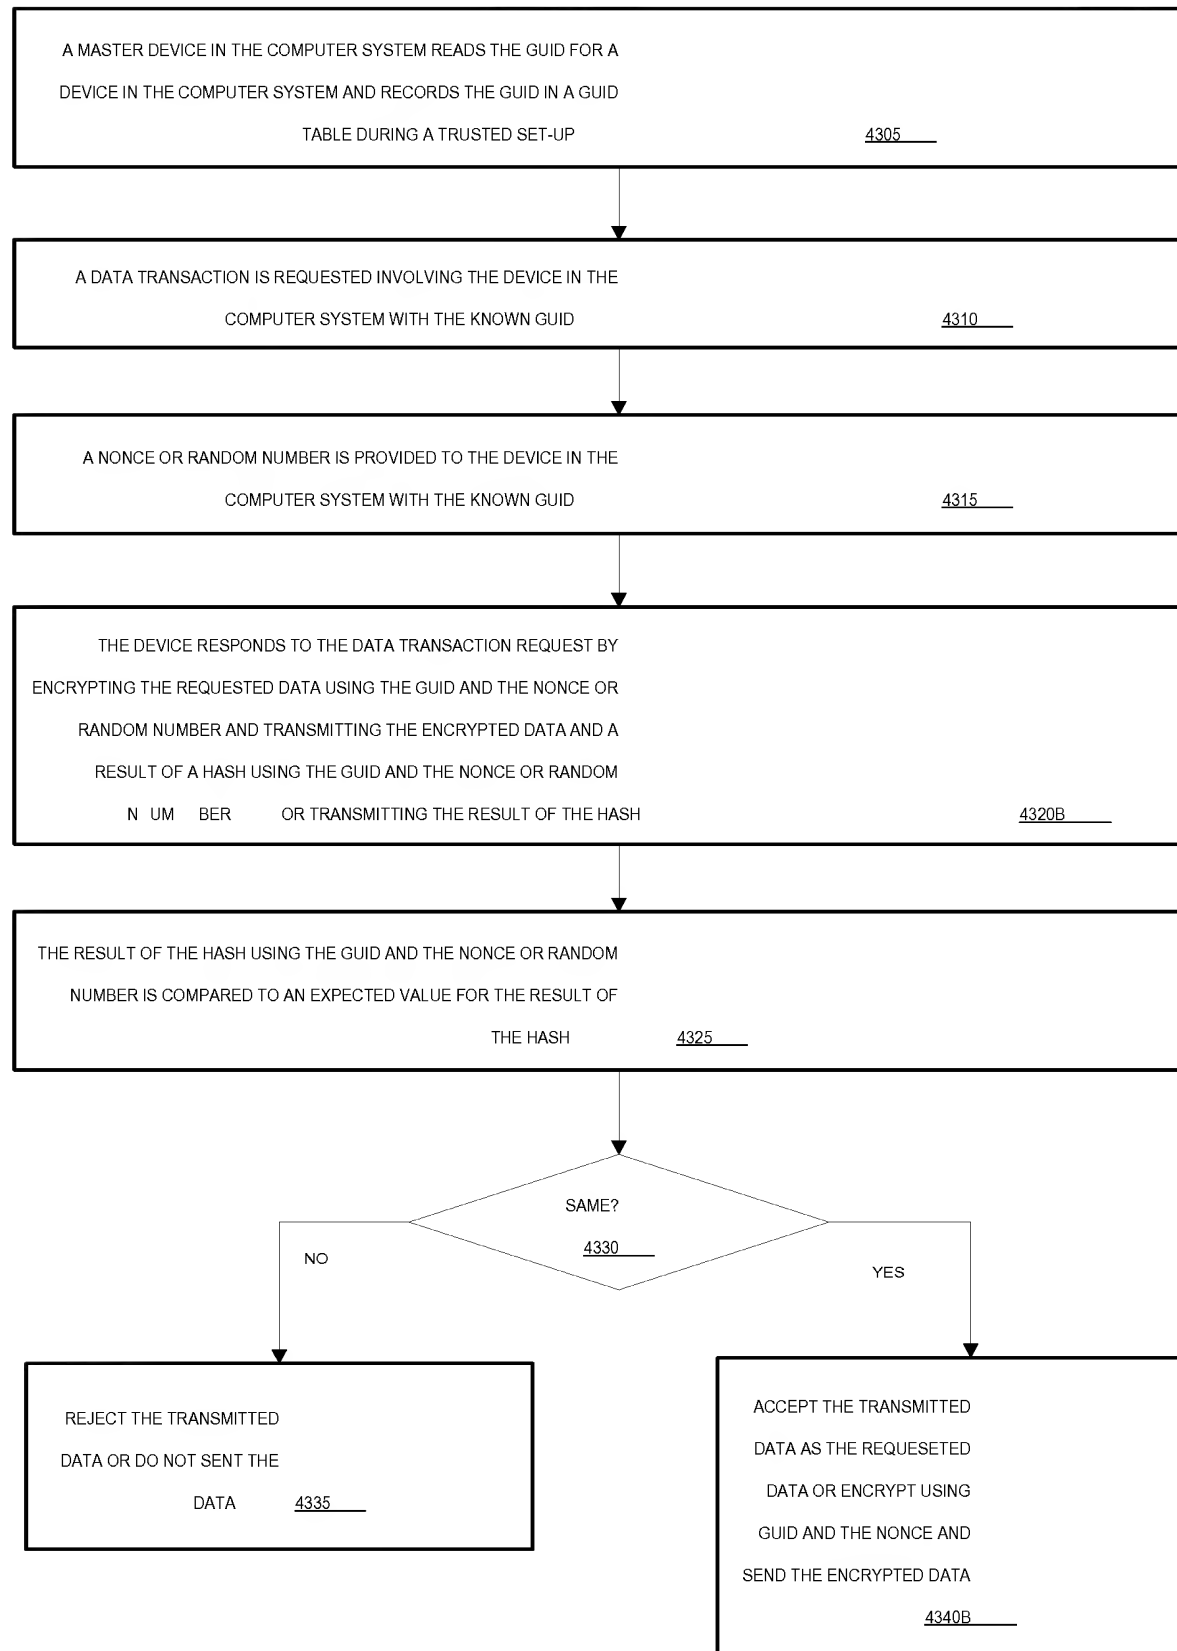 A MASTER DEVICE IN THE COMPUTER SYSTEM READS THE GUID FOR A
DEVICE IN THE COMPUTER SYSTEM AND RECORDS THE GUID IN A GUID
TABLE DURING A TRUSTED SET-UP 4305
A DATA TRANSACTION IS REQUESTED INVOLVING THE DEVICE IN THE
COMPUTER SYSTEM WITH THE KNOWN GUID 4310
A NONCE OR RANDOM NUMBER IS PROVIDED TO THE DEVICE IN THE
COMPUTER SYSTEM WITH THE KNOWN GUID 4315
THE DEVICE RESPONDS TO THE DATA TRANSACTION REQUEST BY
ENCRYPTING THE REQUESTED DATA USING THE GUID AND THE NONCE OR
RANDOM NUMBER AND TRANSMITTING THE ENCRYPTED DATA AND A
RESULT OF A HASH USING THE GUID AND THE NONCE OR RANDOM
N UM BER OR TRANSMITTING THE RESULT OF THE HASH 4320B
THE RESULT OF THE HASH USING THE GUID AND THE NONCE OR RANDOM
NUMBER IS COMPARED TO AN EXPECTED VALUE FOR THE RESULT OF
THE HASH 4325
SAME?
4330
NO
YES
REJECT THE TRANSMITTED
DATA OR DO NOT SENT THE
DATA 4335
ACCEPT THE TRANSMITTED
DATA AS THE REQUESETED
DATA OR ENCRYPT USING
GUID AND THE NONCE AND
SEND THE ENCRYPTED DATA
4340B